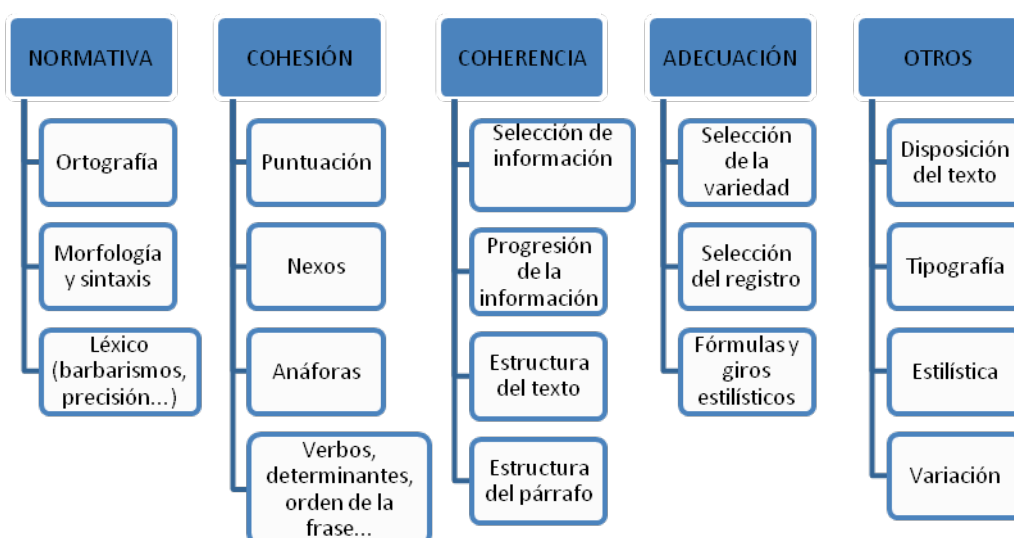 NORMATIVA
Ortografía
Morfología
y sintaxis
Léxico
(barbarismos,
precisión...)
COHESIÓN
Puntuación
Nexos
Anáforas
Verbos,
determinantes,
orden de la
frase...
COHERENCIA
Selección de
información
Progresión
de la
información
Estructura
del texto
Estructura
del párrafo
ADECUACIÓN
Selección
de la
variedad
Selección
del registro
Fórmulas y
giros
estilísticos
OTROS
Disposición
del texto
Tipografía
Estilística
Variación